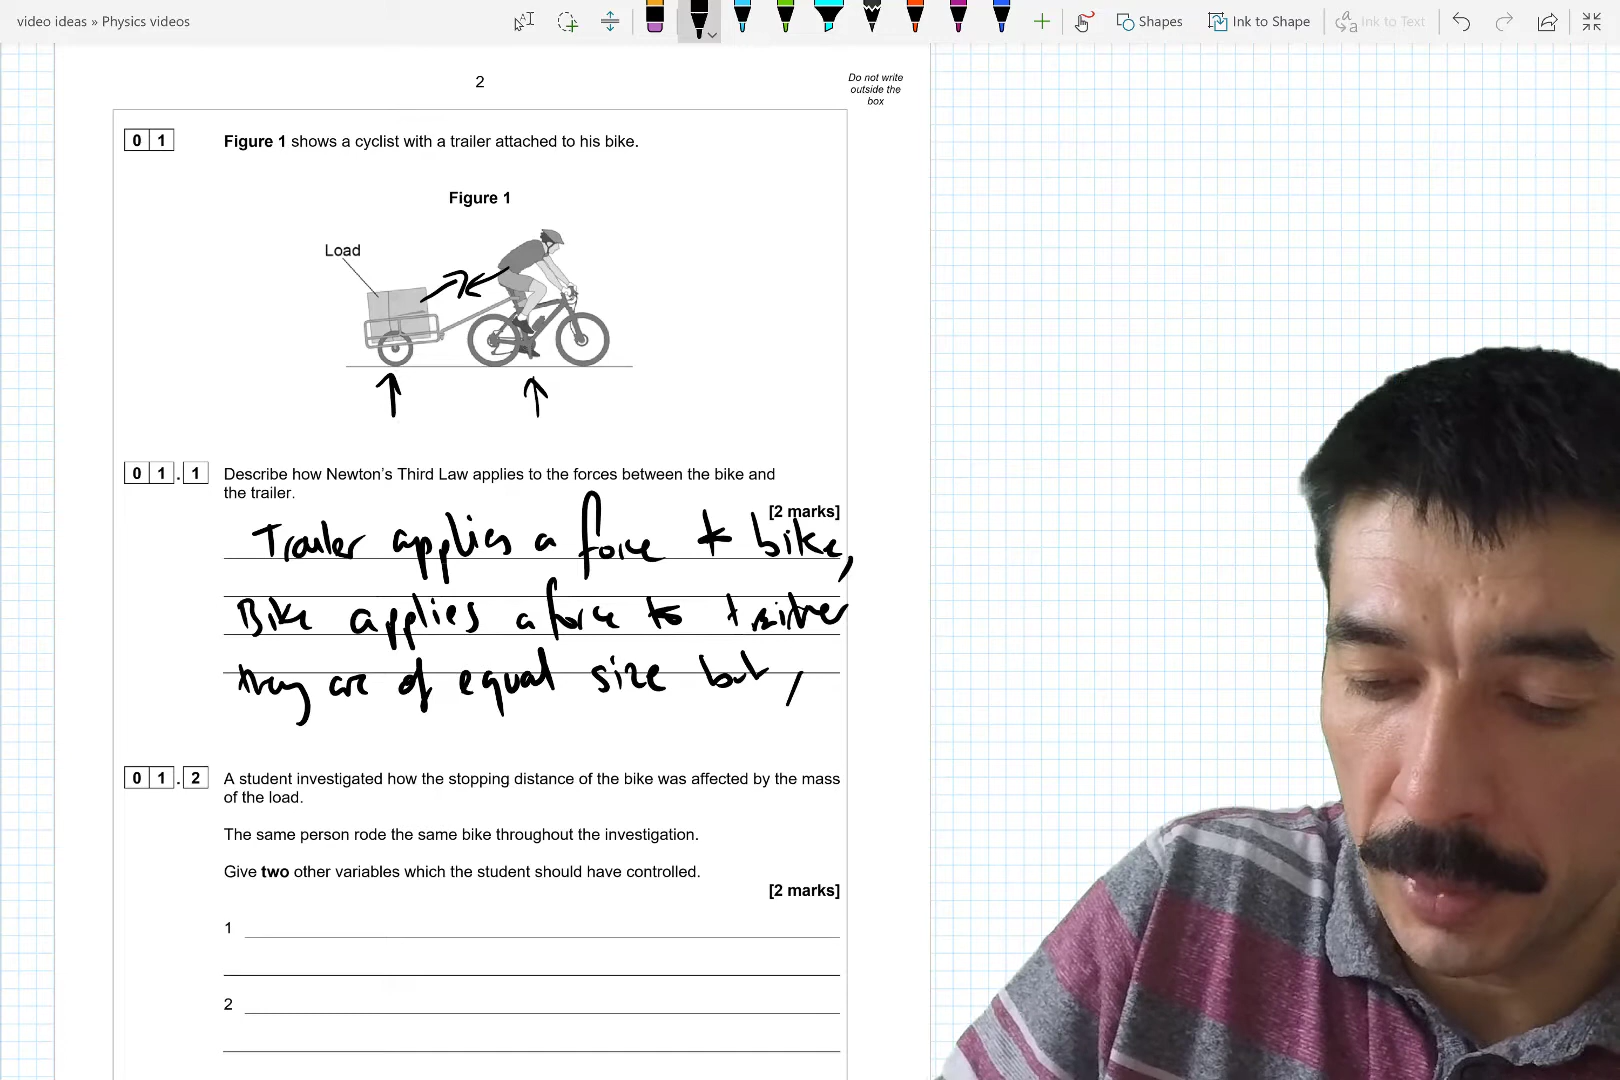 video ideas » Physics videos
Shapes
Ink to Shape
Ink to Text
2
Do not write
outside the
box
0 1
Figure 1 shows a cyclist with a trailer attached to his bike.
Figure 1
Load
0 1 . 1
Describe how Newton's Third Law applies to the forces between the bike and
the trailer.
[2 marks]
Trailer applies a force to bike,
Bike applies a force to trailer
they are of equal size but
0 1 . 2
A student investigated how the stopping distance of the bike was affected by the mass
of the load.
The same person rode the same bike throughout the investigation.
Give two other variables which the student should have controlled.
[2 marks]
1
2